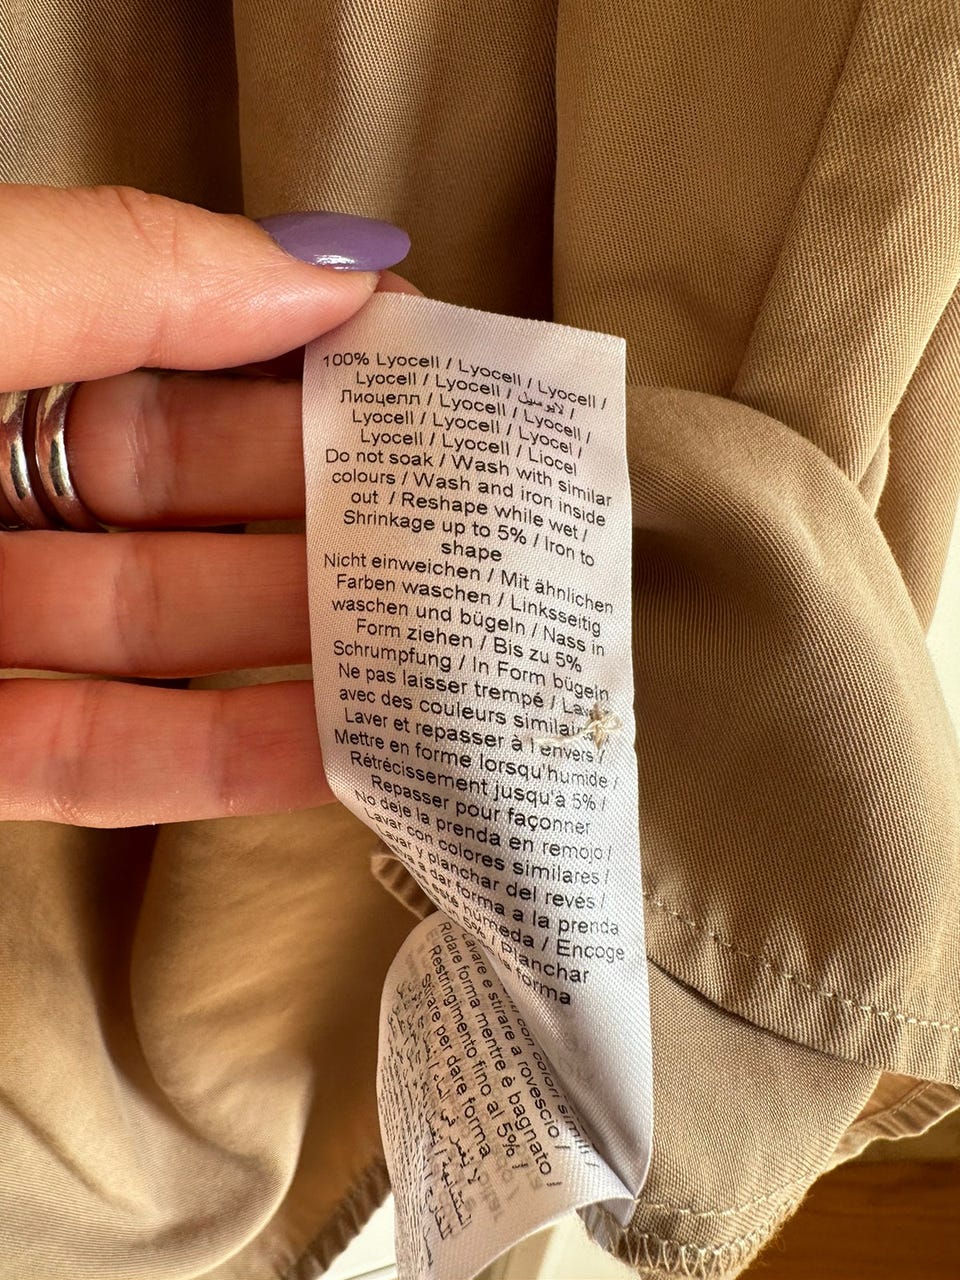 100% Lyocell / Lyocell / Lyocell /
Lyocell / Lyocell / لايوسيل /
Лиоцелл / Lyocell / Lyocell /
Lyocell / Lyocell / Lyocel /
Lyocell / Lyocell / Liocel
Do not soak / Wash with similar
colours / Wash and iron inside
out / Reshape while wet /
Shrinkage up to 5% / Iron to
shape
Nicht einweichen / Mit ähnlichen
Farben waschen / Linksseitig
waschen und bügeln / Nass in
Form ziehen / Bis zu 5%
Schrumpfung / In Form bügeln
Ne pas laisser trempé /
avec des couleurs
Laver et repasser à l'envers /
Mettre en forme lorsqu'humide /
Rétrécissement jusqu'à 5% /
Repasser pour façonner
No deje la prenda en remojo /
Lavar con colores similares /
Lavar / planchar del revés /
a dar forma a la prenda
húmeda / Encoge
/ Planchar
forma
con colori simili /
Lavare e stirare a rovescio /
Ridare forma mentre è bagnato
Restringimento fino al 5%
Stirare per dare forma